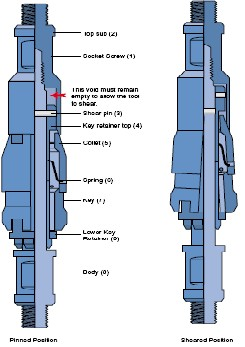 Top sub (2)
Socket Screw (1)
This void must remain
empty to allow the tool
to shear.
Shear pin (3)
Key retainer top (4)
Collet (5)
Spring (6)
Key (7)
Lower Key
Retainer (9)
Body (8)
Pinned Position
Sheared Position